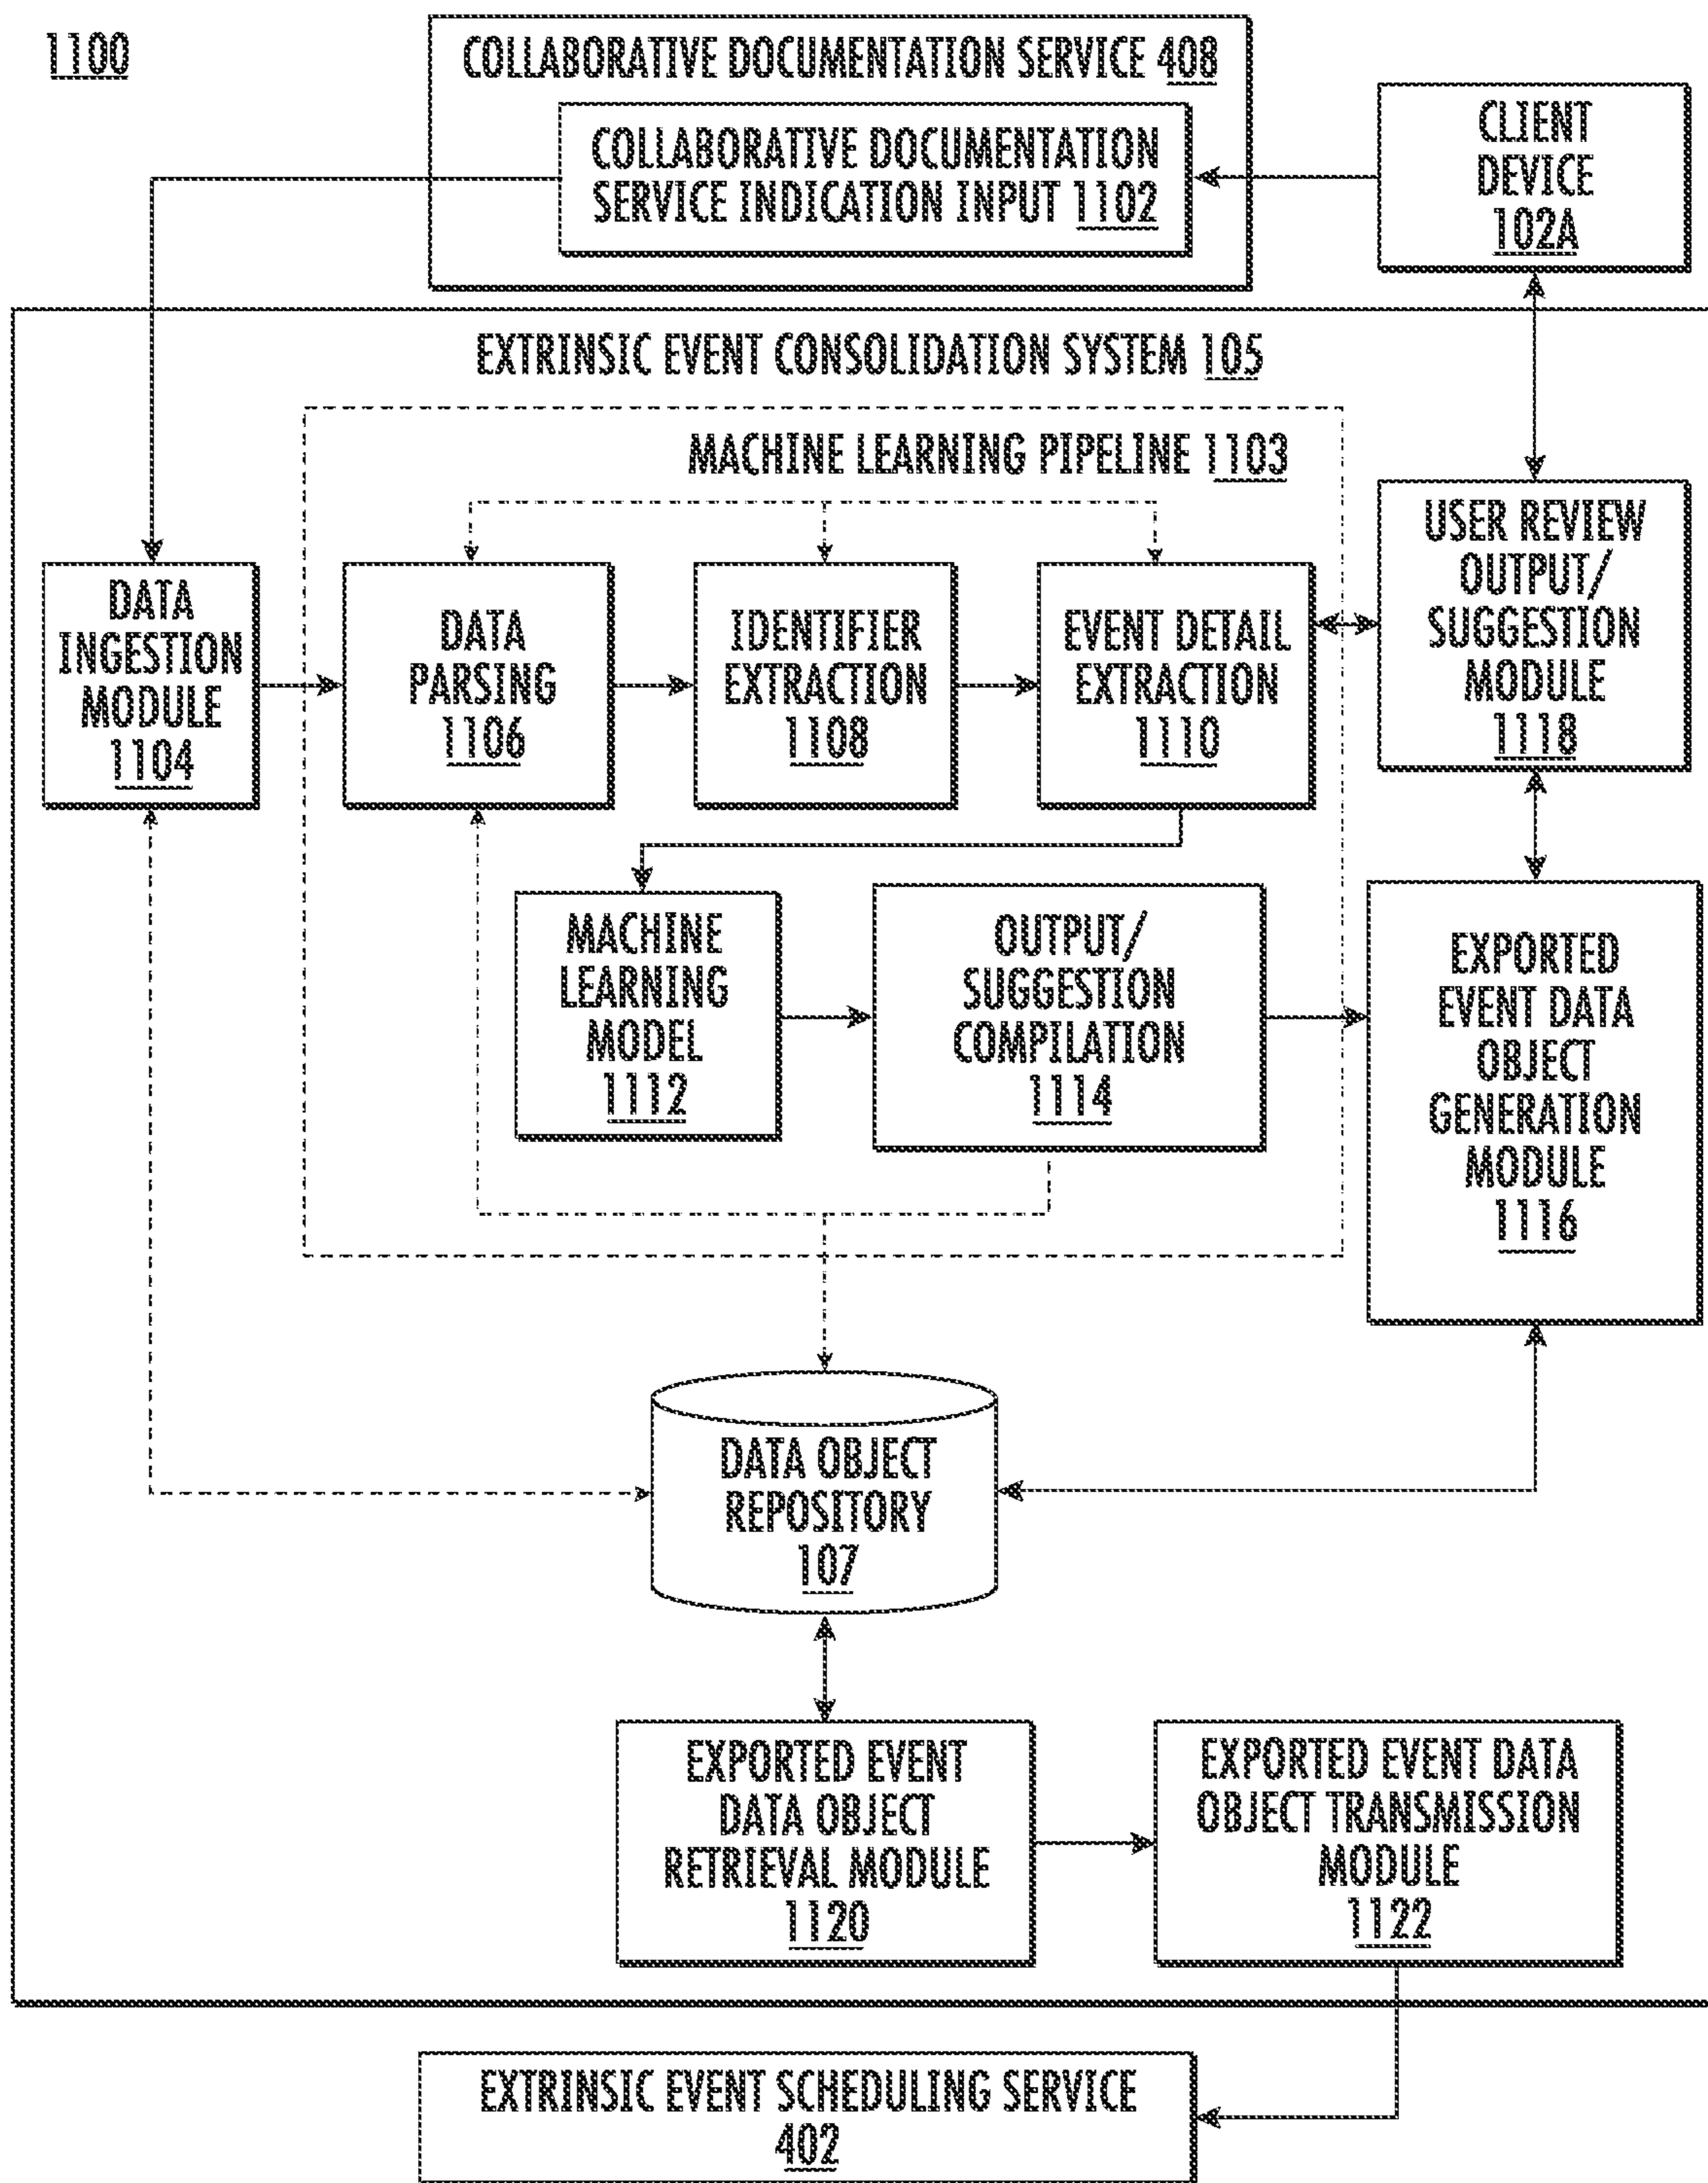 1100
COLLABORATIVE DOCUMENTATION SERVICE 408
COLLABORATIVE DOCUMENTATION
SERVICE INDICATION INPUT 1102
CLIENT
DEVICE
102A
EXTRINSIC EVENT CONSOLIDATION SYSTEM 105
MACHINE LEARNING PIPELINE 1103
DATA
INGESTION
MODULE
1104
DATA
PARSING
1106
IDENTIFIER
EXTRACTION
1108
EVENT DETAIL
EXTRACTION
1110
USER REVIEW
OUTPUT/
SUGGESTION
MODULE
1118
MACHINE
LEARNING
MODEL
1112
OUTPUT/
SUGGESTION
COMPILATION
1114
EXPORTED
EVENT DATA
OBJECT
GENERATION
MODULE
1116
DATA OBJECT
REPOSITORY
107
EXPORTED EVENT
DATA OBJECT
RETRIEVAL MODULE
1120
EXPORTED EVENT DATA
OBJECT TRANSMISSION
MODULE
1122
EXTRINSIC EVENT SCHEDULING SERVICE
402